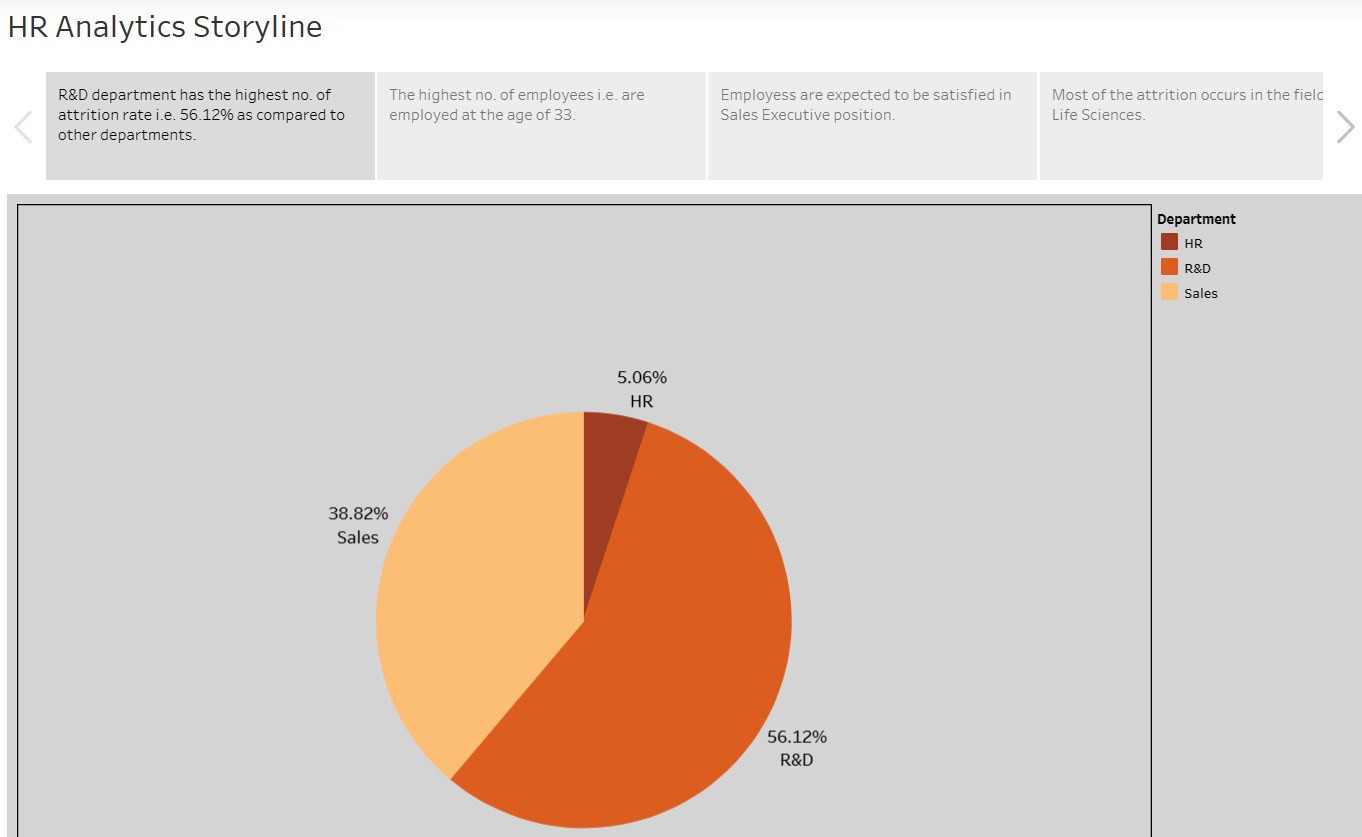 HR Analytics Storyline
R&D department has the highest no. of
attrition rate i.e. 56.12% as compared to
other departments.
The highest no. of employees i.e. are
employed at the age of 33.
Employess are expected to be satisfied in
Sales Executive position.
Most of the attrition occurs in the field
Life Sciences.
Department
HR
R&D
Sales
5.06%
HR
38.82%
Sales
56.12%
R&D